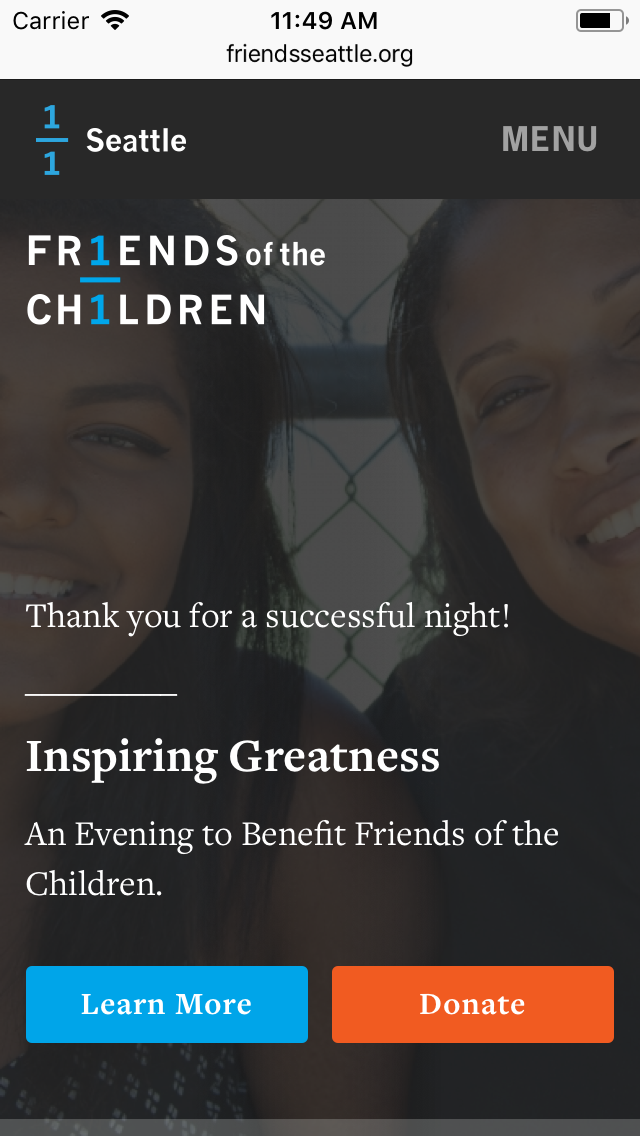 Carrier 11:49 AM
friendsseattle.org
1
1
Seattle
MENU
FR1ENDS of the
CH1LDREN
Thank you for a successful night!
Inspiring Greatness
An Evening to Benefit Friends of the
Children.
Learn More
Donate